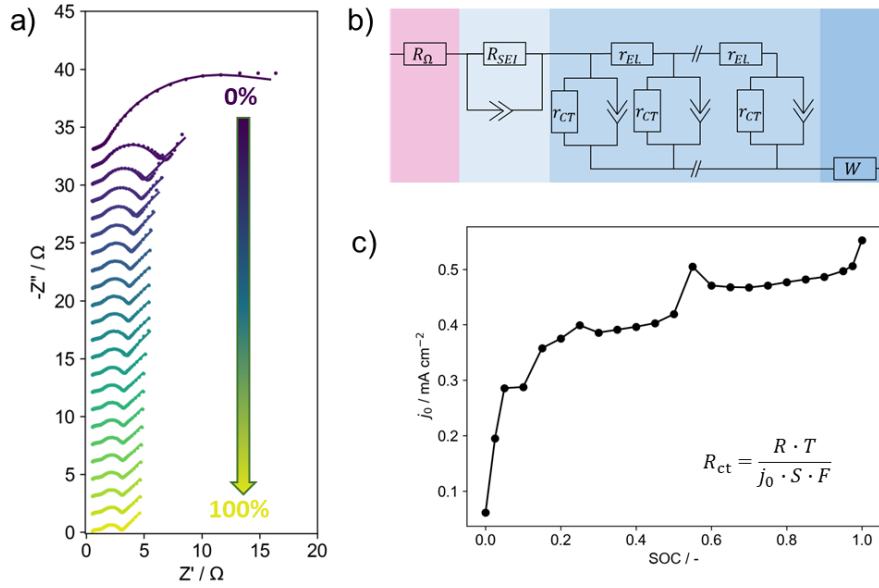 a)
45
40
35
30
25
20
15
10
5
0
0 5 10 15 20
-Z'' / Ω
Z' / Ω
0%
100%
b)
R_Ω
R_SEI
r_El.
r_El.
r_CT
r_CT
r_CT
W
c)
0.5
0.4
0.3
0.2
0.1
0.0 0.2 0.4 0.6 0.8 1.0
j₀ / mA cm⁻²
SOC / -
R_ct = R · T / j₀ · S · F